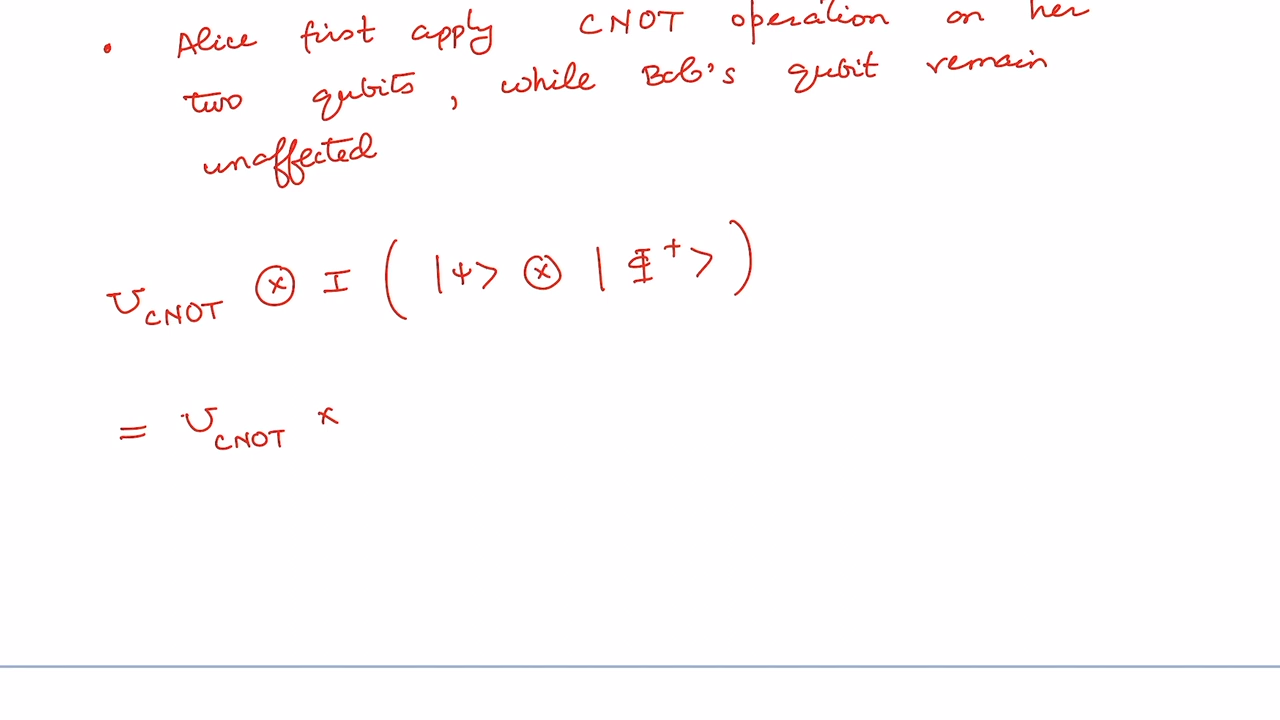 • Alice first apply CNOT operation on her
two qubits, while Bob's qubit remain
unaffected
U_CNOT ⊗ I ( |ψ> ⊗ |Φ⁺> )
= U_CNOT ×